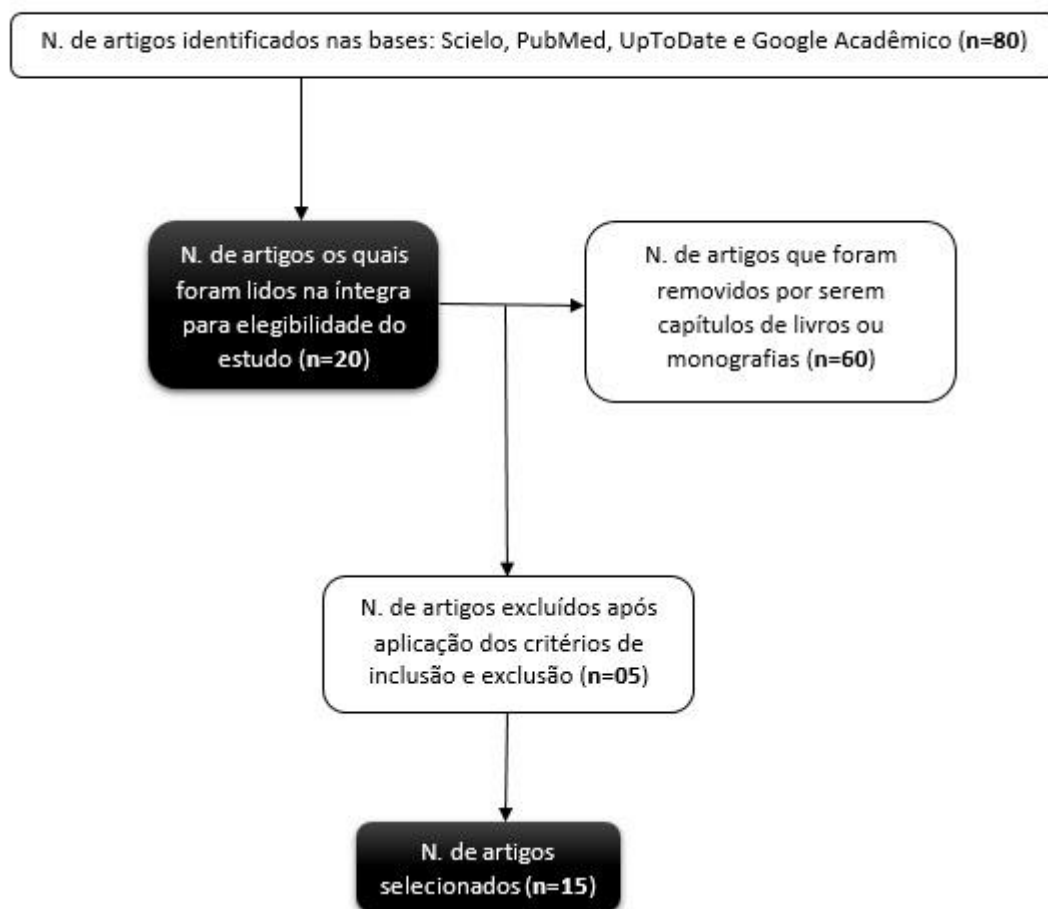 N. de artigos identificados nas bases: Scielo, PubMed, UpToDate e Google Acadêmico (n=80)
N. de artigos os quais
foram lidos na íntegra
para elegibilidade do
estudo (n=20)
N. de artigos que foram
removidos por serem
capítulos de livros ou
monografias (n=60)
N. de artigos excluídos após
aplicação dos critérios de
inclusão e exclusão (n=05)
N. de artigos
selecionados (n=15)